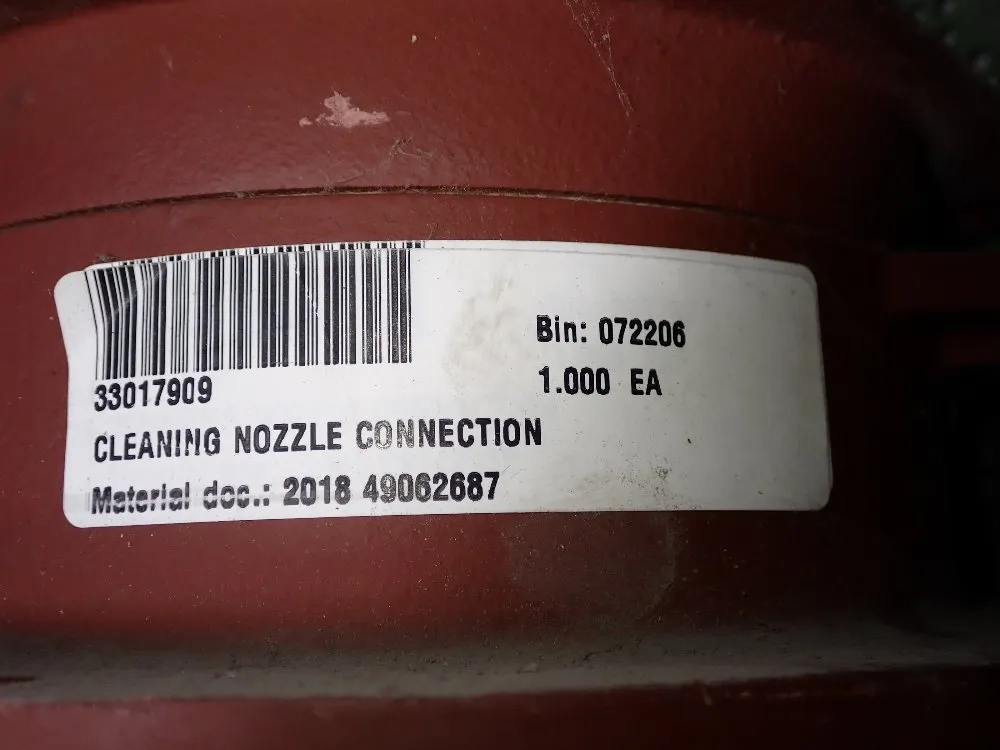 Bin: 072206
33017909
1.000 EA
CLEANING NOZZLE CONNECTION
Material doc.: 2018 49062687